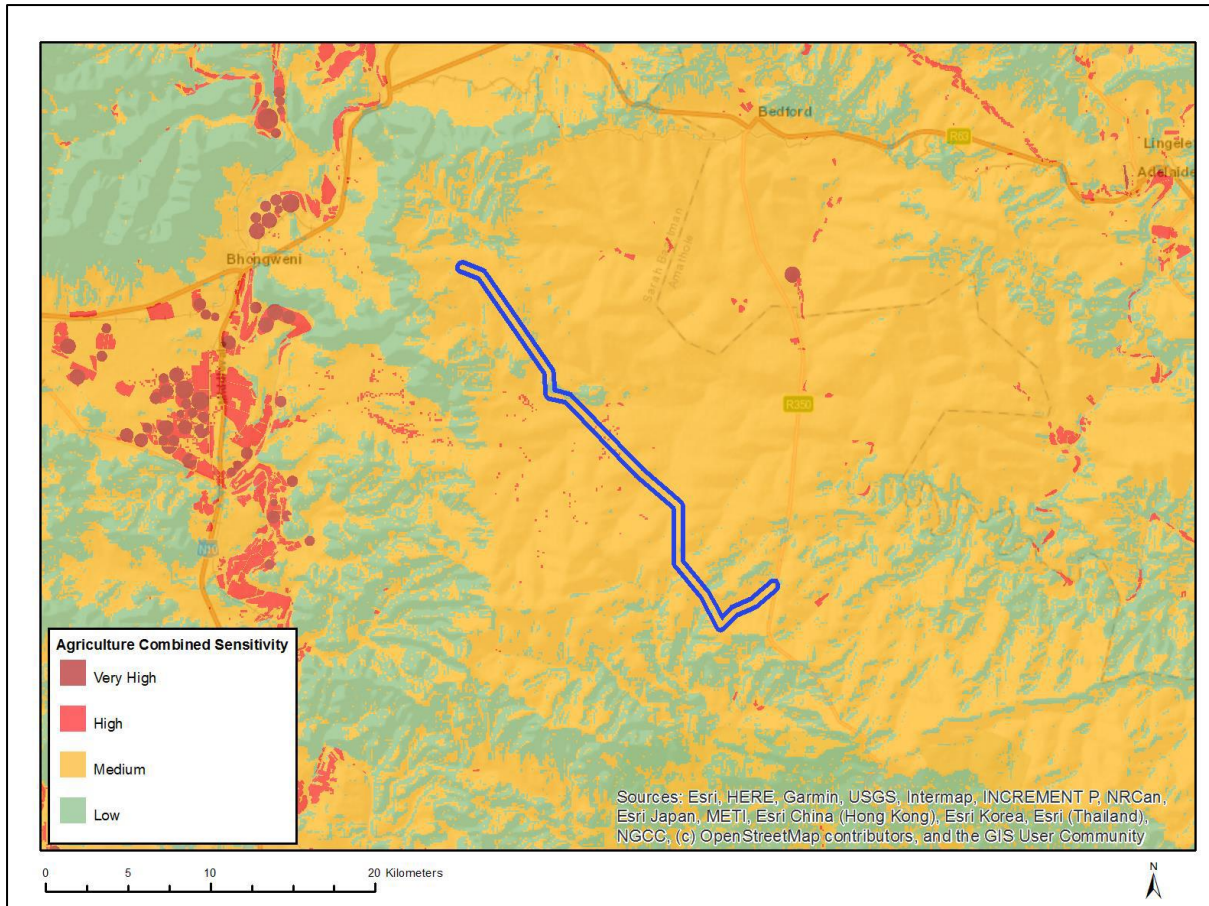 Bedford
R63
Lingele
Adelaide
Bhongweni
Sarah Baartman
Amathole
R350
N10
Agriculture Combined Sensitivity
Very High
High
Medium
Low
Sources: Esri, HERE, Garmin, USGS, Intermap, INCREMENT P, NRCan,
Esri Japan, METI, Esri China (Hong Kong), Esri Korea, Esri (Thailand),
NGCC, (c) OpenStreetMap contributors, and the GIS User Community
0 5 10 20 Kilometers
N